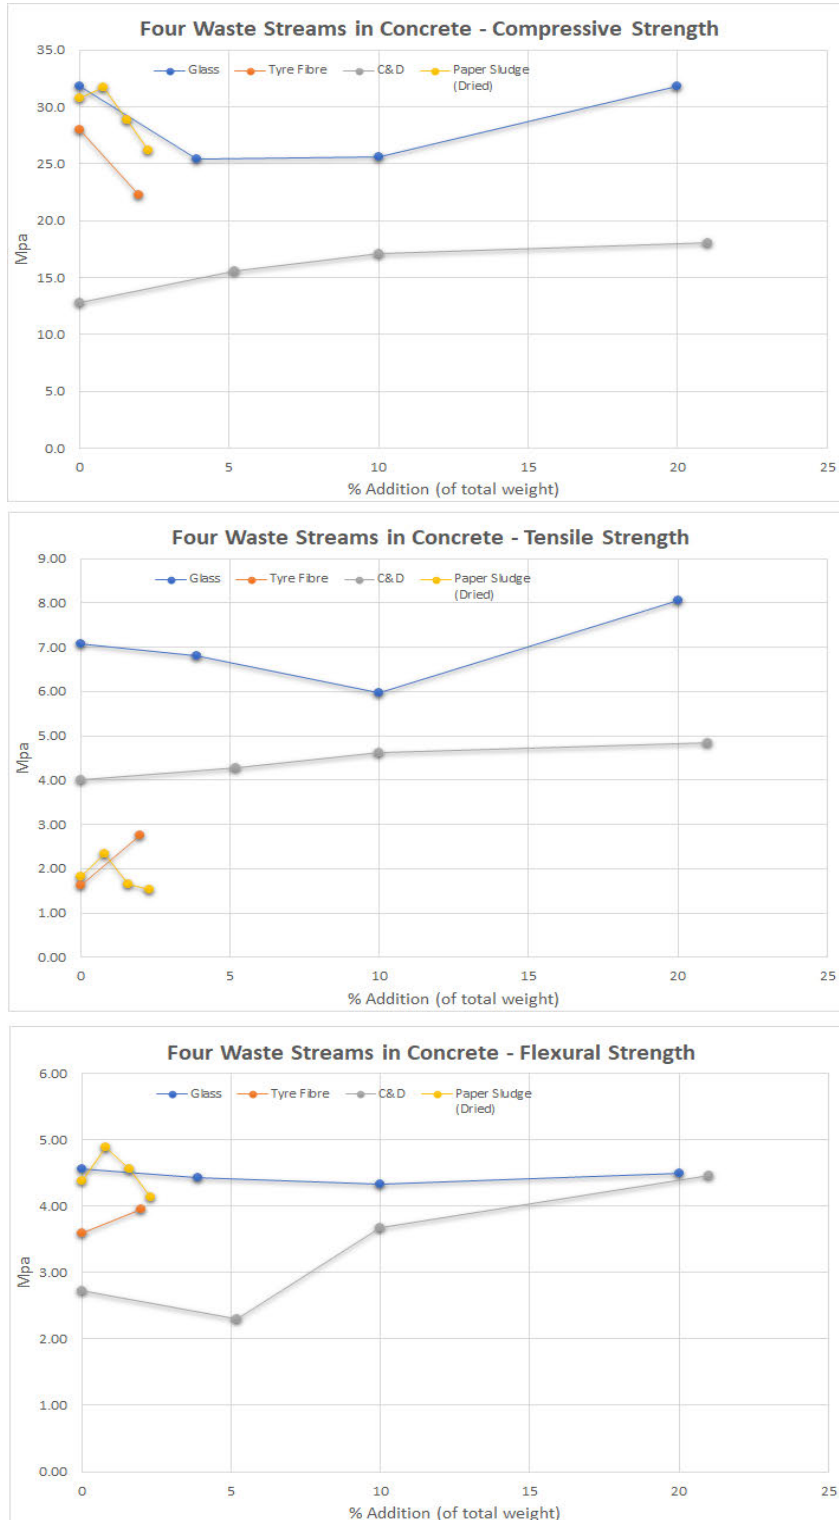 Four Waste Streams in Concrete - Compressive Strength
35.0
Glass Tyre Fibre C&D Paper Sludge
(Dried)
30.0
25.0
20.0
Mpa
15.0
10.0
5.0
0.0
0 5 10 15 20 25
% Addition (of total weight)
Four Waste Streams in Concrete - Tensile Strength
9.00
Glass Tyre Fibre C&D Paper Sludge
(Dried)
8.00
7.00
6.00
5.00
Mpa
4.00
3.00
2.00
1.00
0.00
0 5 10 15 20 25
% Addition (of total weight)
Four Waste Streams in Concrete - Flexural Strength
6.00
Glass Tyre Fibre C&D Paper Sludge
(Dried)
5.00
4.00
3.00
Mpa
2.00
1.00
0.00
0 5 10 15 20 25
% Addition (of total weight)